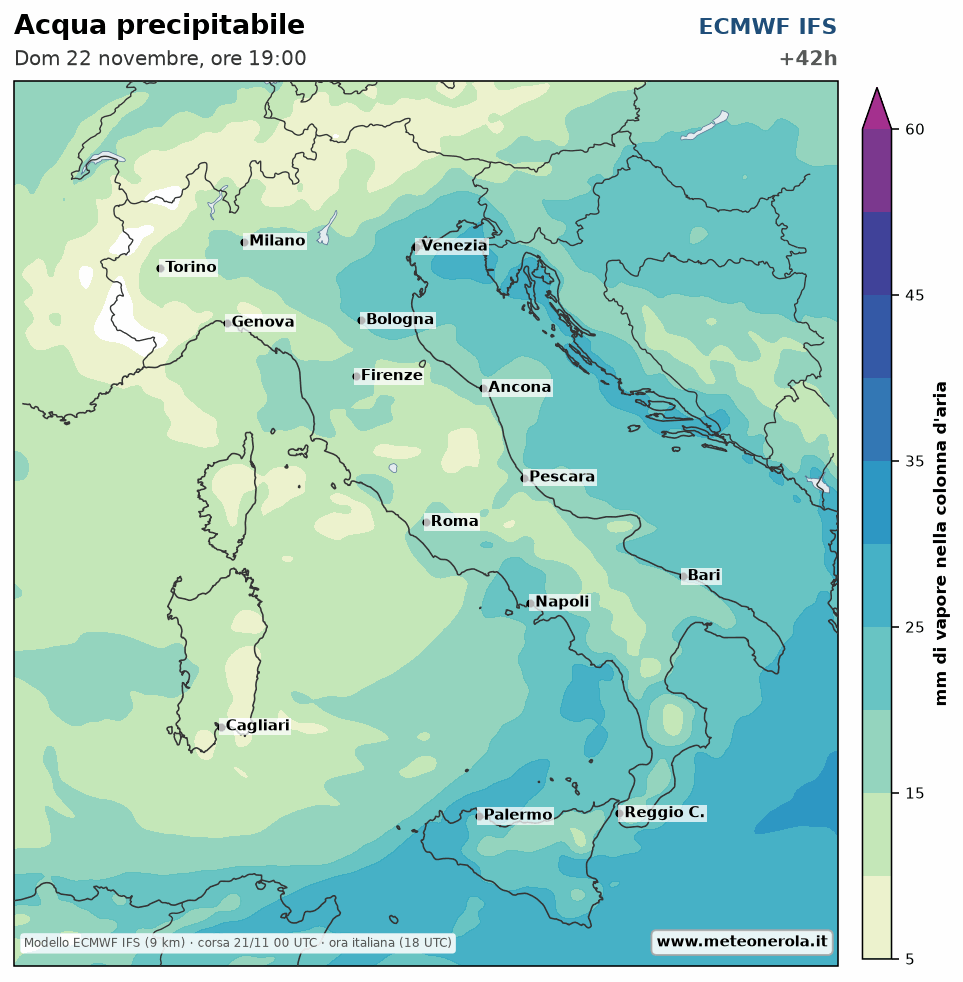 Acqua precipitabile
ECMWF IFS
Dom 22 novembre, ore 19:00
+42h
Milano
Venezia
Torino
Genova
Bologna
Firenze
Ancona
Pescara
Roma
Bari
Napoli
Cagliari
Palermo
Reggio C.
60
45
35
25
15
5
mm di vapore nella colonna d'aria
Modello ECMWF IFS (9 km) · corsa 21/11 00 UTC · ora italiana (18 UTC)
www.meteonerola.it